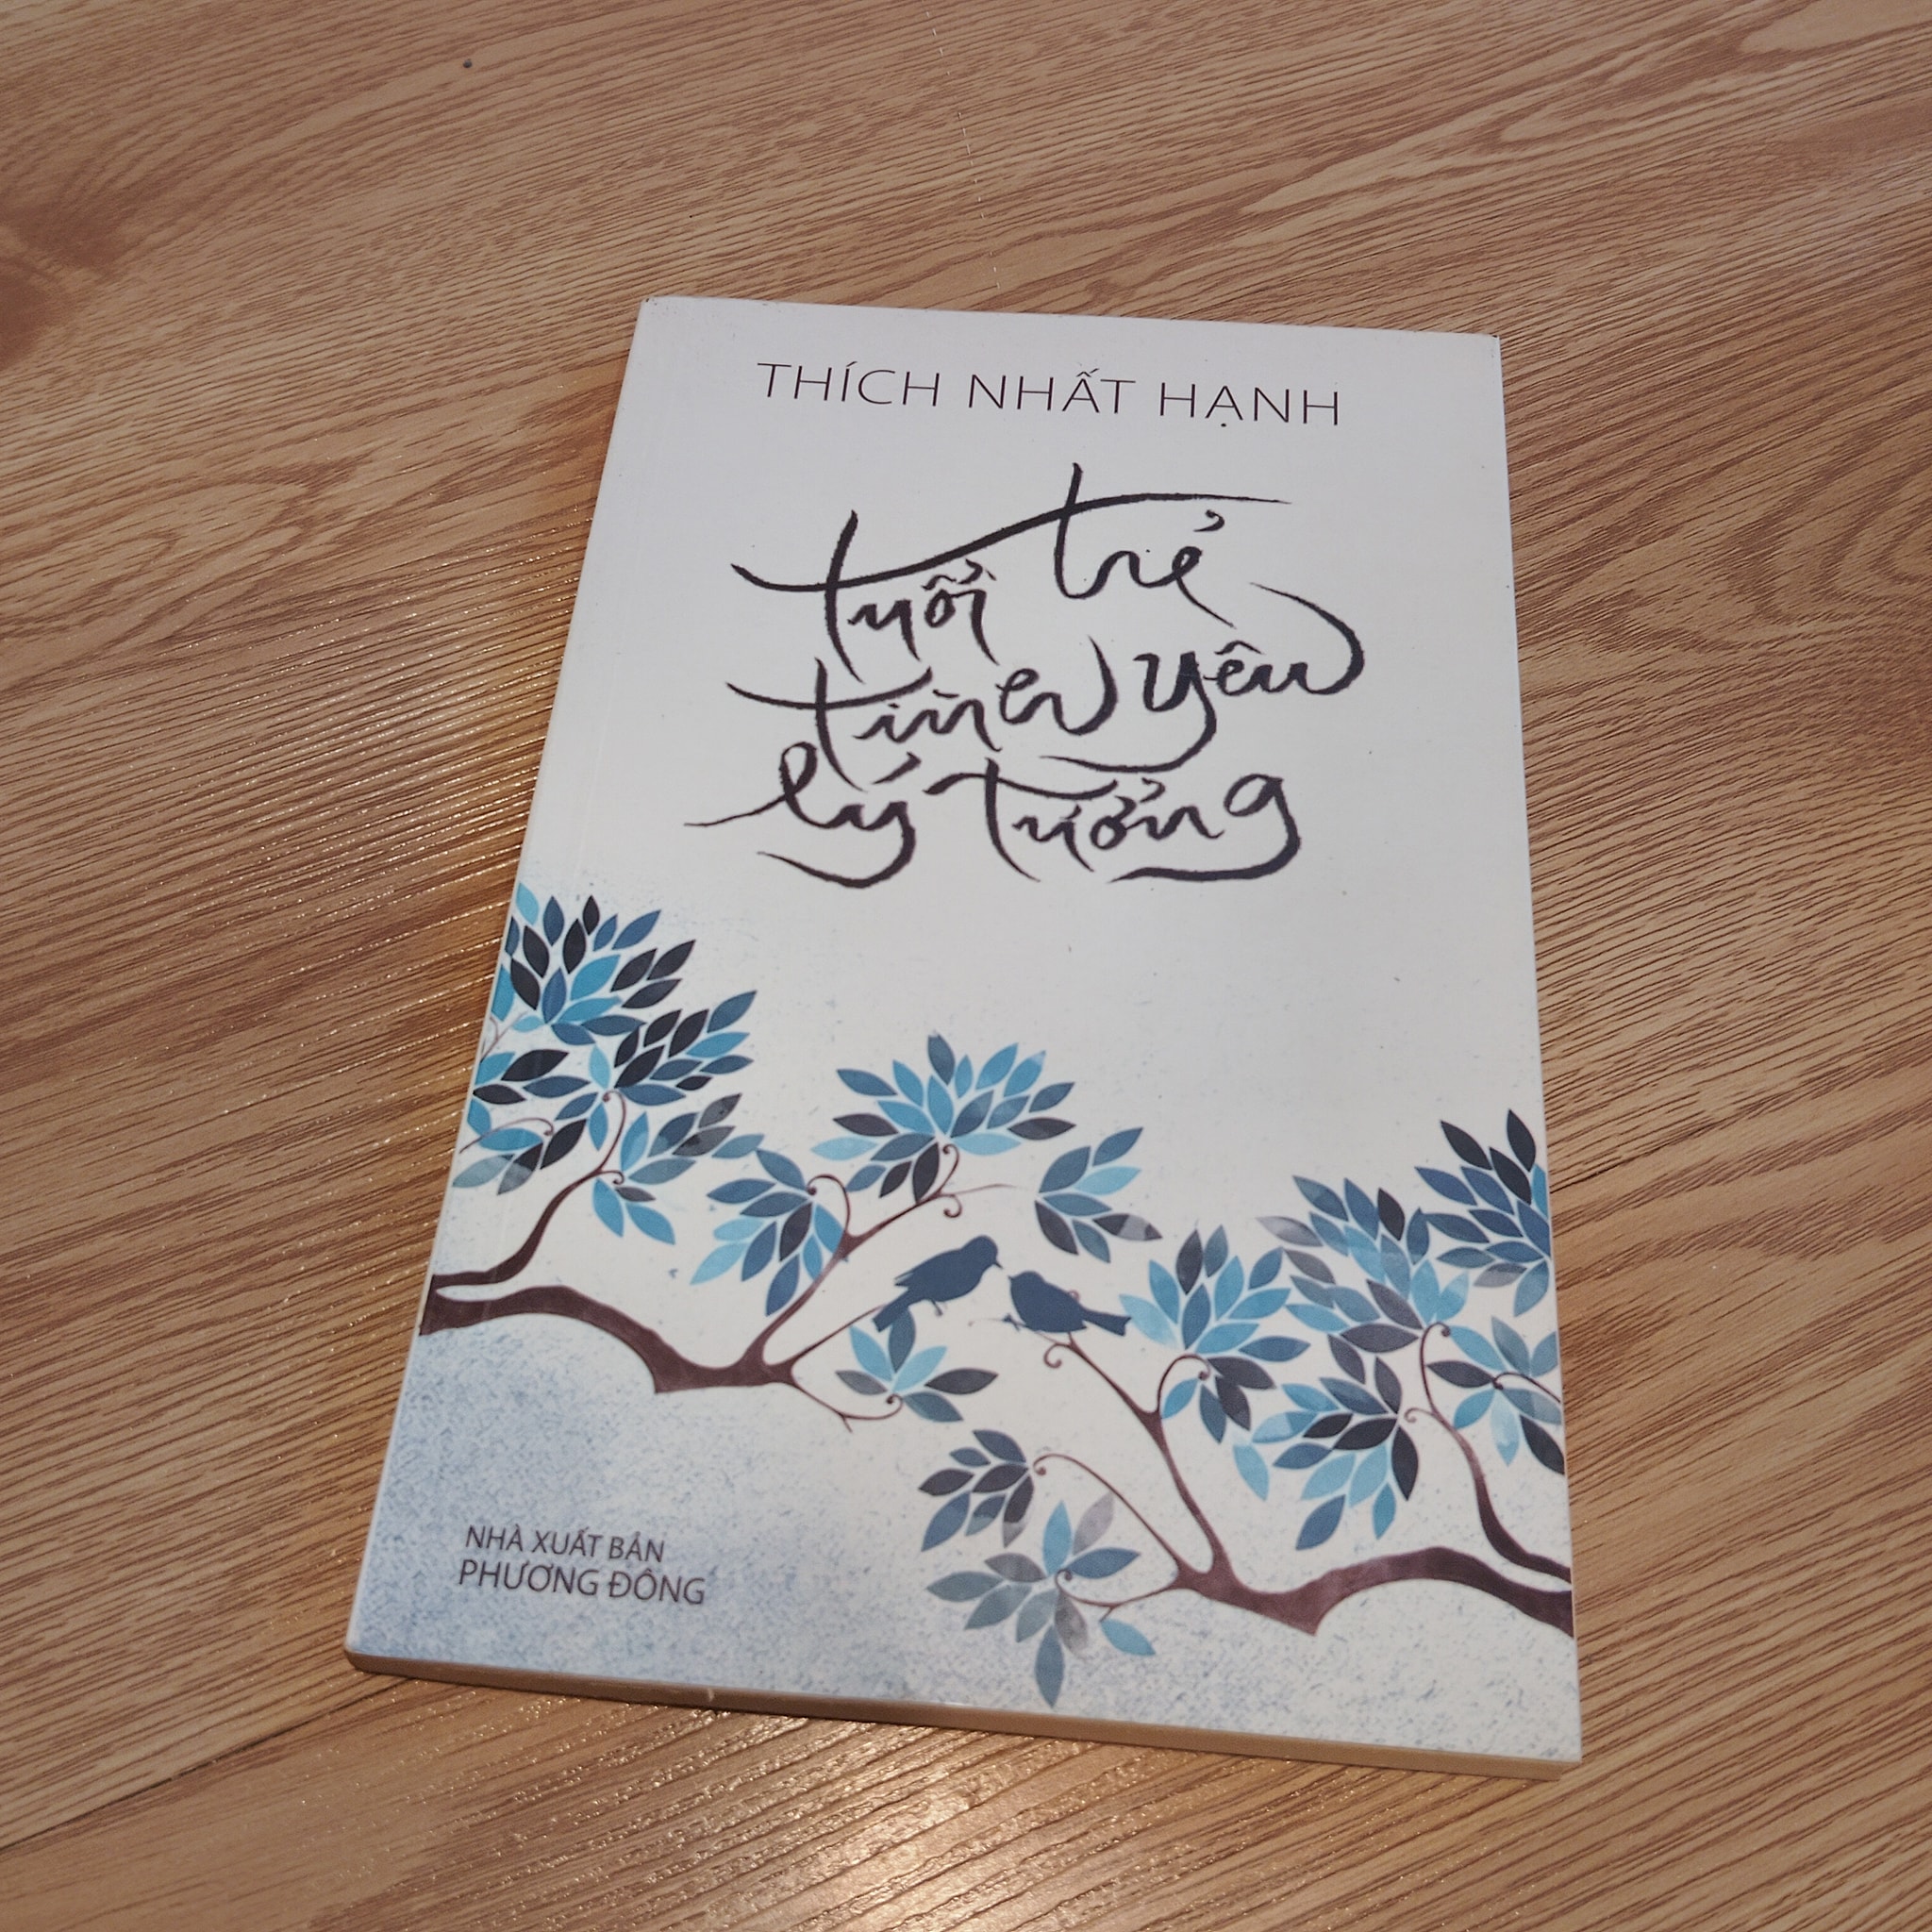 THÍCH NHẤT HẠNH
tuổi trẻ
tình yêu
lý tưởng
NHÀ XUẤT BẢN
PHƯƠNG ĐÔNG